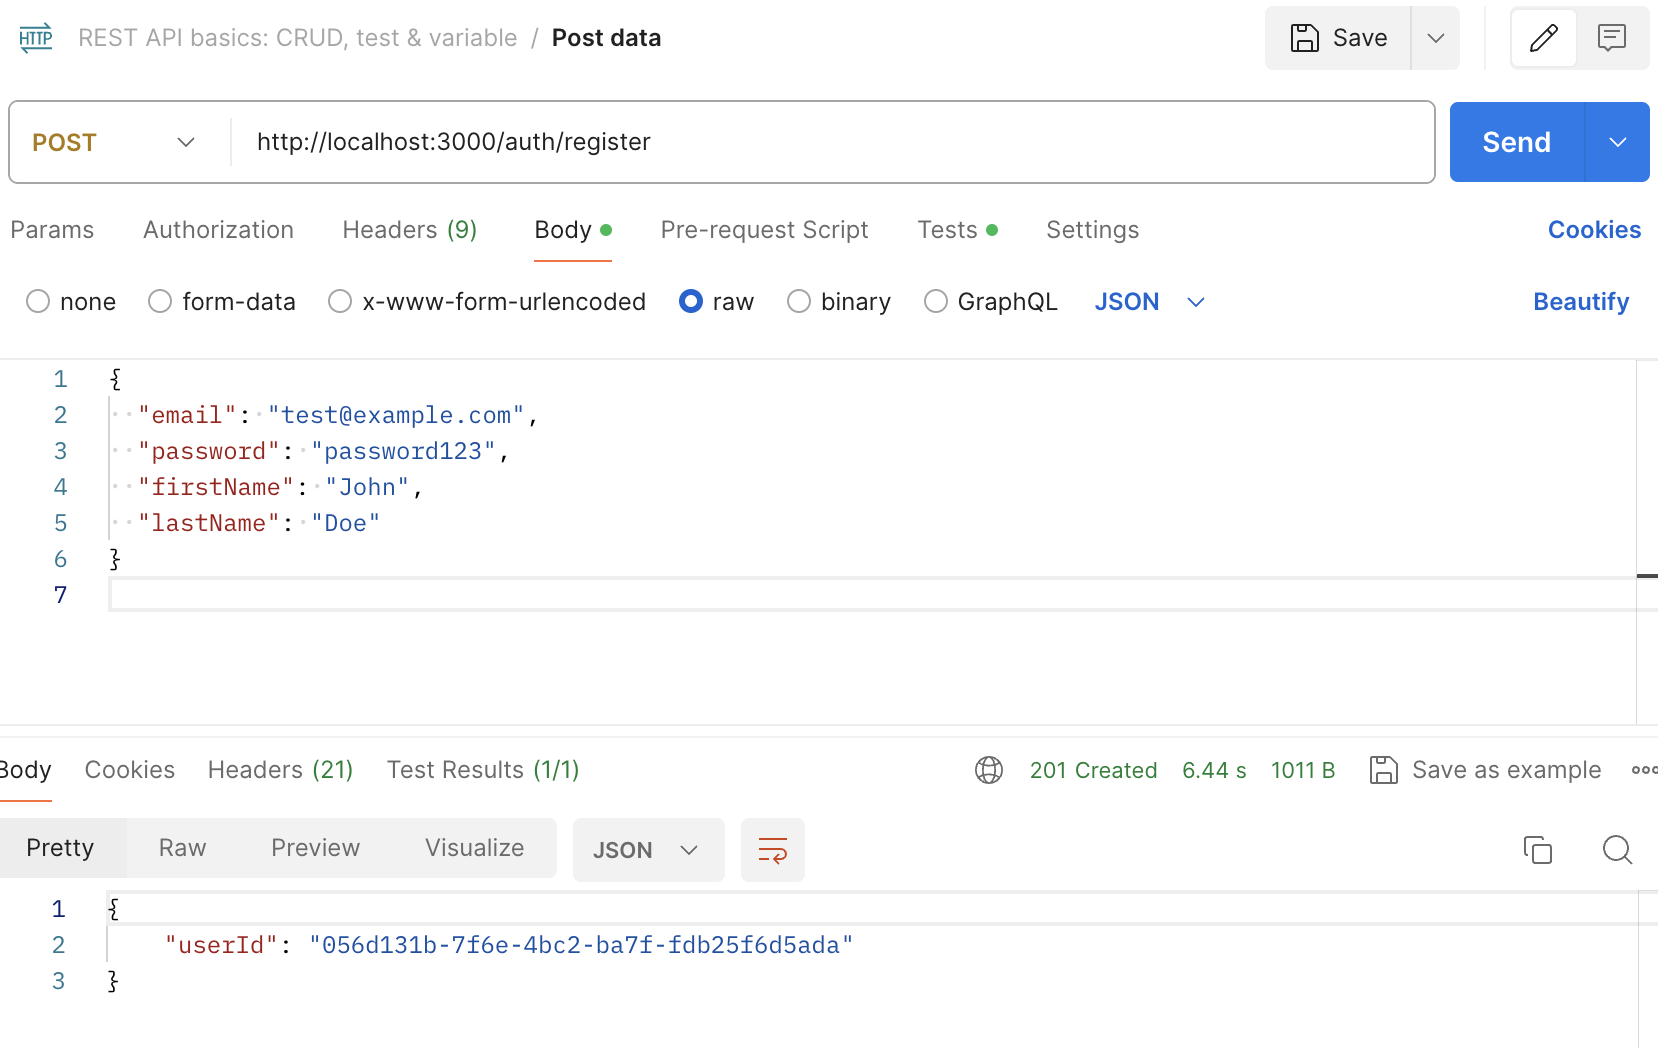 HTTP REST API basics: CRUD, test & variable / Post data Save
POST http://localhost:3000/auth/register Send
Params Authorization Headers (9) Body Pre-request Script Tests Settings Cookies
none form-data x-www-form-urlencoded raw binary GraphQL JSON Beautify
1 {
2 "email": "test@example.com",
3 "password": "password123",
4 "firstName": "John",
5 "lastName": "Doe"
6 }
7
Body Cookies Headers (21) Test Results (1/1) 201 Created 6.44 s 1011 B Save as example
Pretty Raw Preview Visualize JSON
1 {
2 "userId": "056d131b-7f6e-4bc2-ba7f-fdb25f6d5ada"
3 }